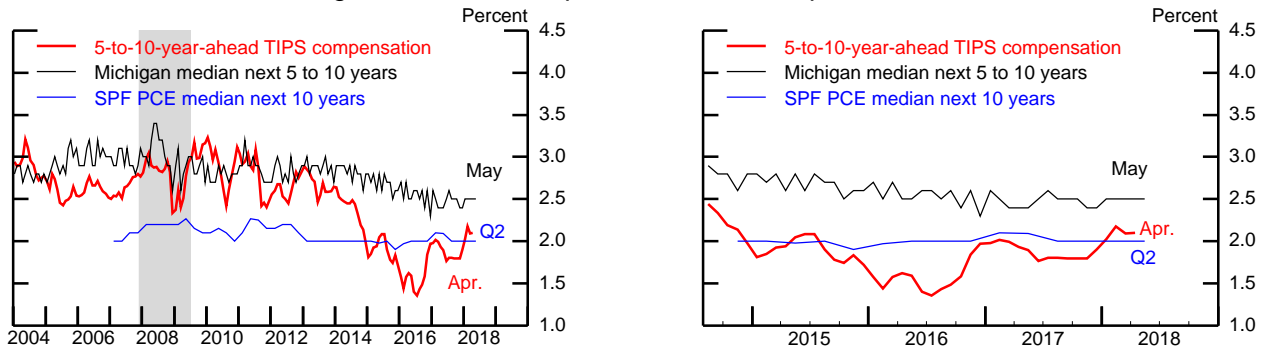 Percent
4.5
5-to-10-year-ahead TIPS compensation
4.0
Michigan median next 5 to 10 years
SPF PCE median next 10 years
3.5
3.0
May
2.5
Q2
2.0
Apr.
1.5
1.0
2004 2006 2008 2010 2012 2014 2016 2018
Percent
4.5
5-to-10-year-ahead TIPS compensation
4.0
Michigan median next 5 to 10 years
SPF PCE median next 10 years
3.5
3.0
May
2.5
Apr.
2.0
Q2
1.5
1.0
2015 2016 2017 2018